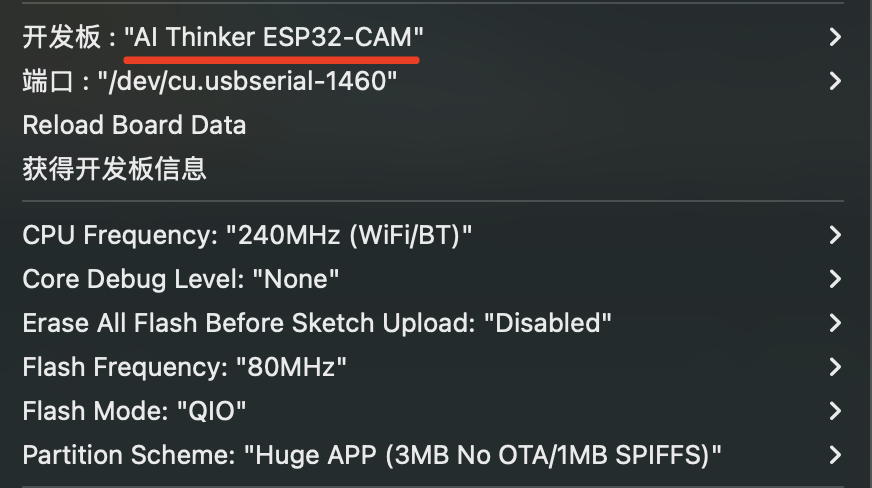 开发板 : "AI Thinker ESP32-CAM"
端口 : "/dev/cu.usbserial-1460"
Reload Board Data
获得开发板信息
CPU Frequency: "240MHz (WiFi/BT)"
Core Debug Level: "None"
Erase All Flash Before Sketch Upload: "Disabled"
Flash Frequency: "80MHz"
Flash Mode: "QIO"
Partition Scheme: "Huge APP (3MB No OTA/1MB SPIFFS)"